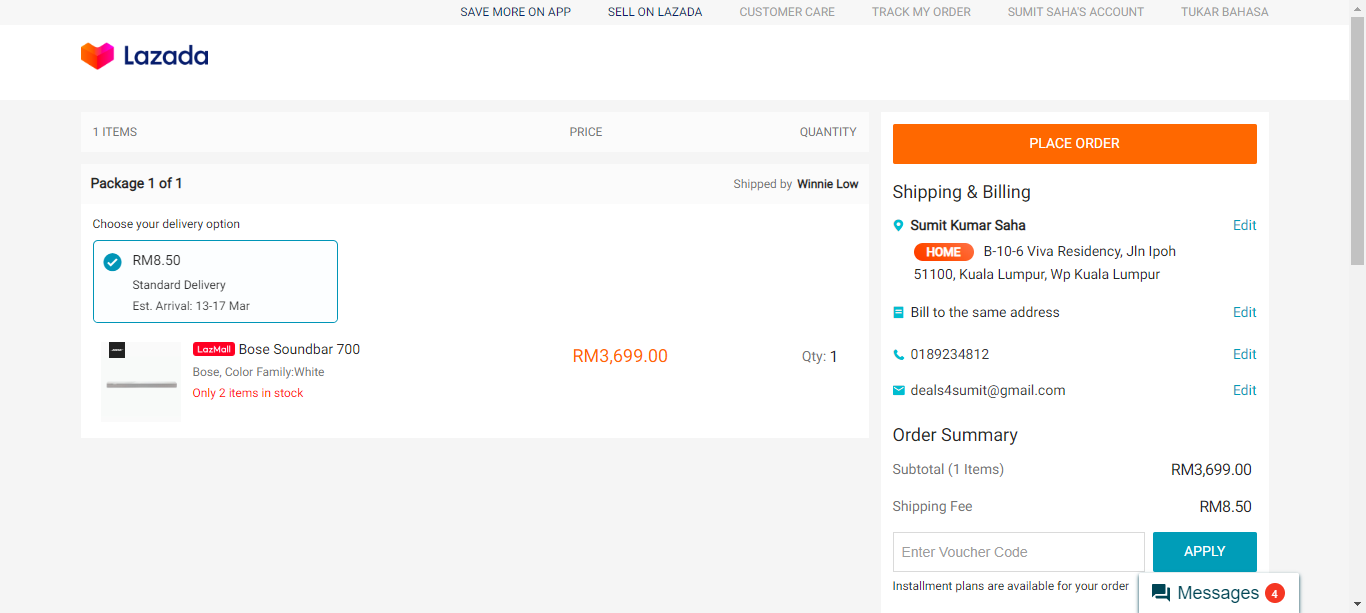 SAVE MORE ON APP SELL ON LAZADA CUSTOMER CARE TRACK MY ORDER SUMIT SAHA'S ACCOUNT TUKAR BAHASA
Lazada
1 ITEMS PRICE QUANTITY
Package 1 of 1 Shipped by Winnie Low
Choose your delivery option
RM8.50
Standard Delivery
Est. Arrival: 13-17 Mar
LazMall Bose Soundbar 700 RM3,699.00 Qty: 1
Bose, Color Family:White
Only 2 items in stock
PLACE ORDER
Shipping & Billing
Sumit Kumar Saha Edit
HOME B-10-6 Viva Residency, Jln Ipoh
51100, Kuala Lumpur, Wp Kuala Lumpur
Bill to the same address Edit
0189234812 Edit
deals4sumit@gmail.com Edit
Order Summary
Subtotal (1 Items) RM3,699.00
Shipping Fee RM8.50
Enter Voucher Code APPLY
Installment plans are available for your order
Messages 4